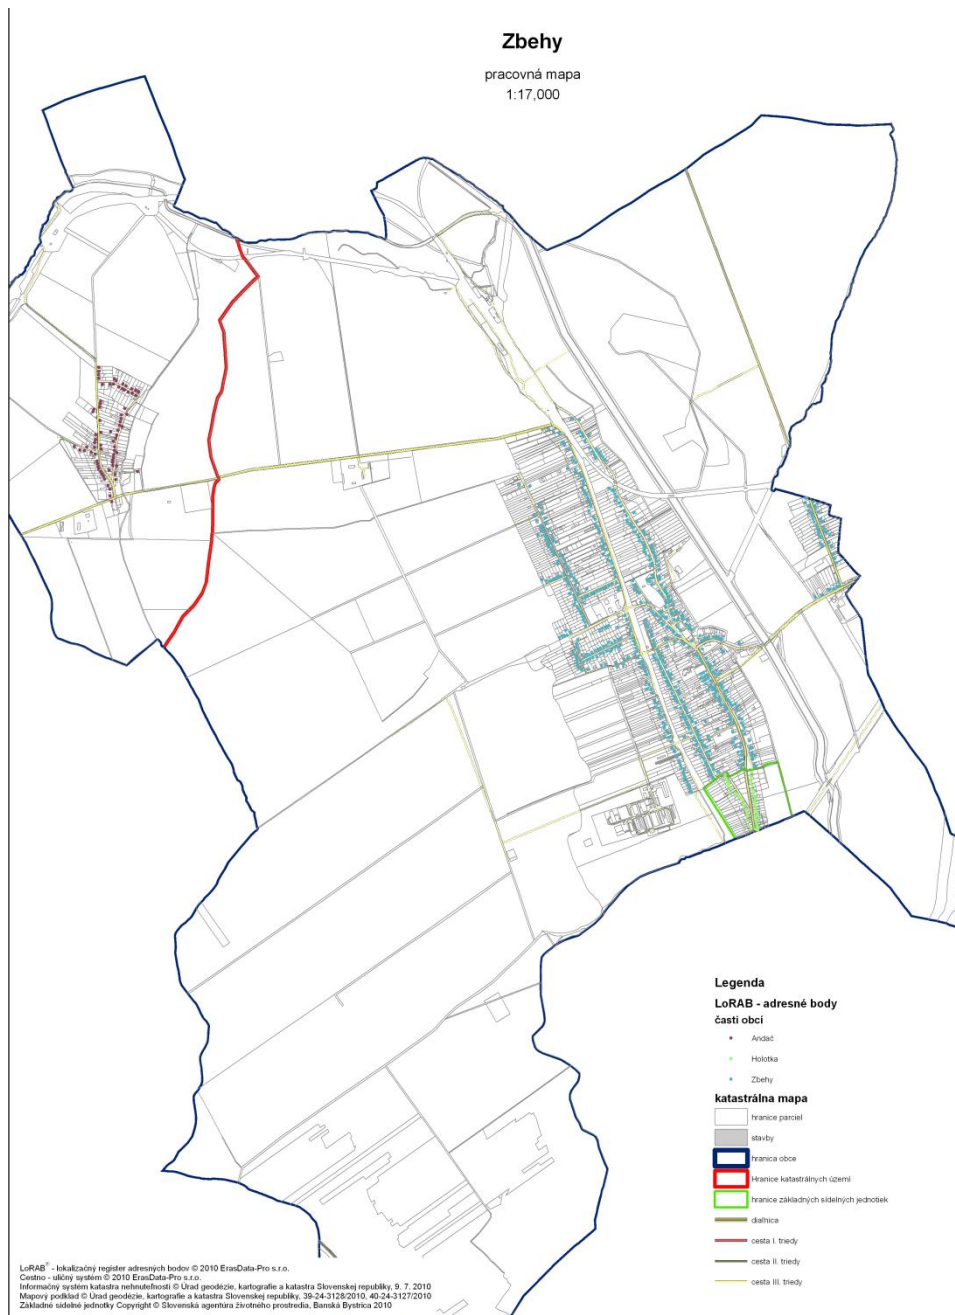 Zbehy
pracovná mapa
1:17,000
Legenda
LoRAB - adresné body
časti obcí
Andač
Holotka
Zbehy
katastrálna mapa
hranice parciel
stavby
hranica obce
Hranice katastrálnych území
hranice základných sídelných jednotiek
diaľnica
cesta I. triedy
cesta II. triedy
cesta III. triedy
LoRAB® - lokalizačný register adresných bodov © 2010 ErasData-Pro s.r.o.
Cestno - uličný systém © 2010 ErasData-Pro s.r.o.
Informačný systém katastra nehnuteľností © Úrad geodézie, kartografie a katastra Slovenskej republiky, 9. 7. 2010
Mapový podklad © Úrad geodézie, kartografie a katastra Slovenskej republiky, 39-24-3128/2010, 40-24-3127/2010
Základné sídelné jednotky Copyright © Slovenská agentúra životného prostredia, Banská Bystrica 2010